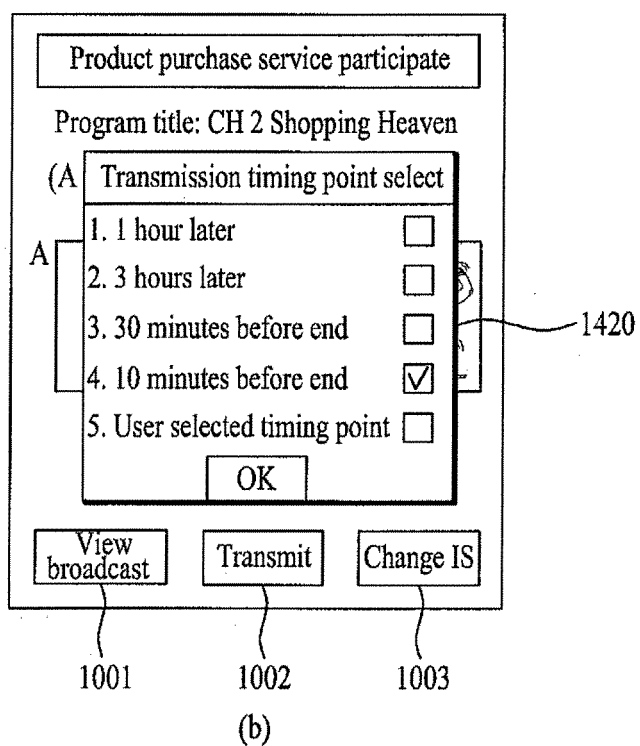 Product purchase service participate
Program title: CH 2 Shopping Heaven
(A
Transmission timing point select
A
1. 1 hour later
2. 3 hours later
3. 30 minutes before end
4. 10 minutes before end
5. User selected timing point
OK
1420
View broadcast
Transmit
Change IS
1001
1002
1003
(b)